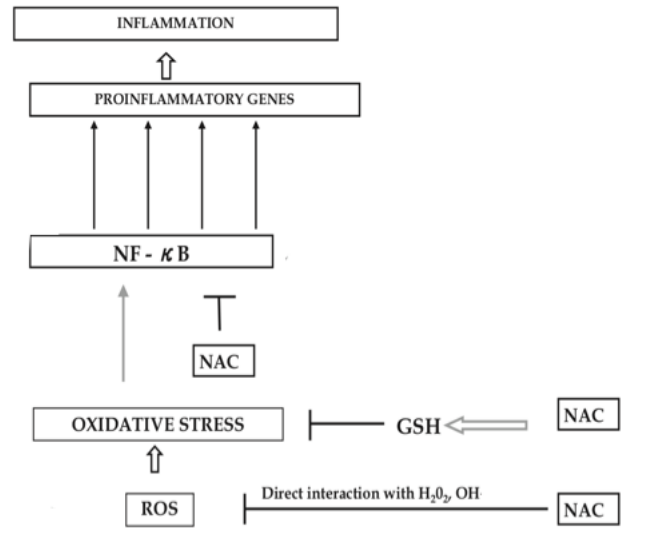 INFLAMMATION
PROINFLAMMATORY GENES
NF - κB
NAC
OXIDATIVE STRESS
GSH
NAC
ROS
Direct interaction with H₂0₂, OH·
NAC